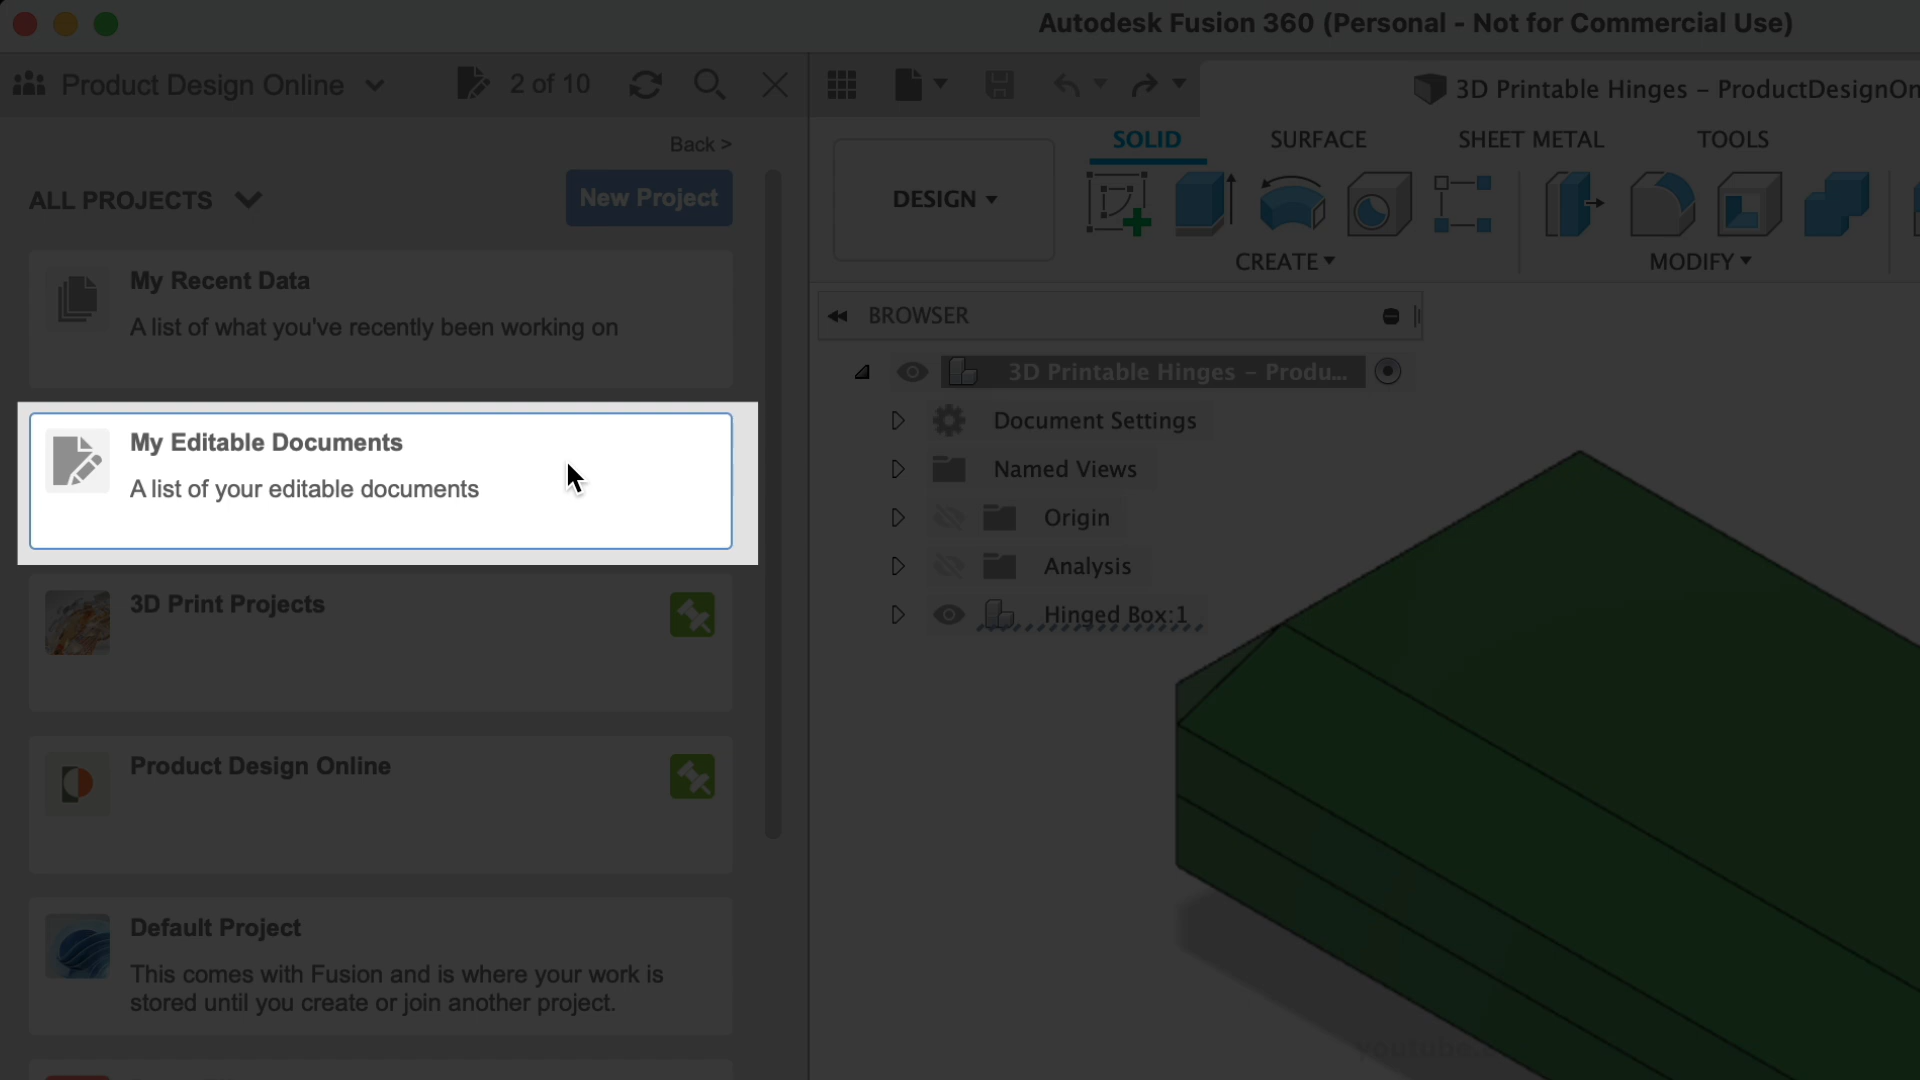 Autodesk Fusion 360 (Personal - Not for Commercial Use)
Product Design Online
2 of 10
3D Printable Hinges – ProductDesignOn
Back >
ALL PROJECTS
New Project
My Recent Data
A list of what you've recently been working on
My Editable Documents
A list of your editable documents
3D Print Projects
Product Design Online
Default Project
This comes with Fusion and is where your work is
stored until you create or join another project.
DESIGN
SOLID
SURFACE
SHEET METAL
TOOLS
CREATE
MODIFY
BROWSER
3D Printable Hinges – Produ...
Document Settings
Named Views
Origin
Analysis
Hinged Box:1